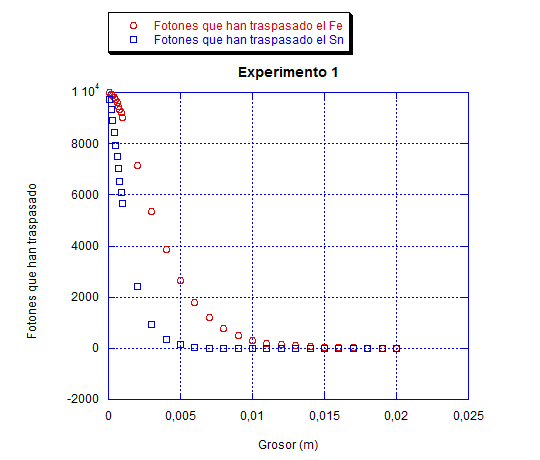 Fotones que han traspasado el Fe
Fotones que han traspasado el Sn
Experimento 1
1 10⁴
8000
6000
4000
2000
0
-2000
Fotones que han traspasado
0
0,005
0,01
0,015
0,02
0,025
Grosor (m)